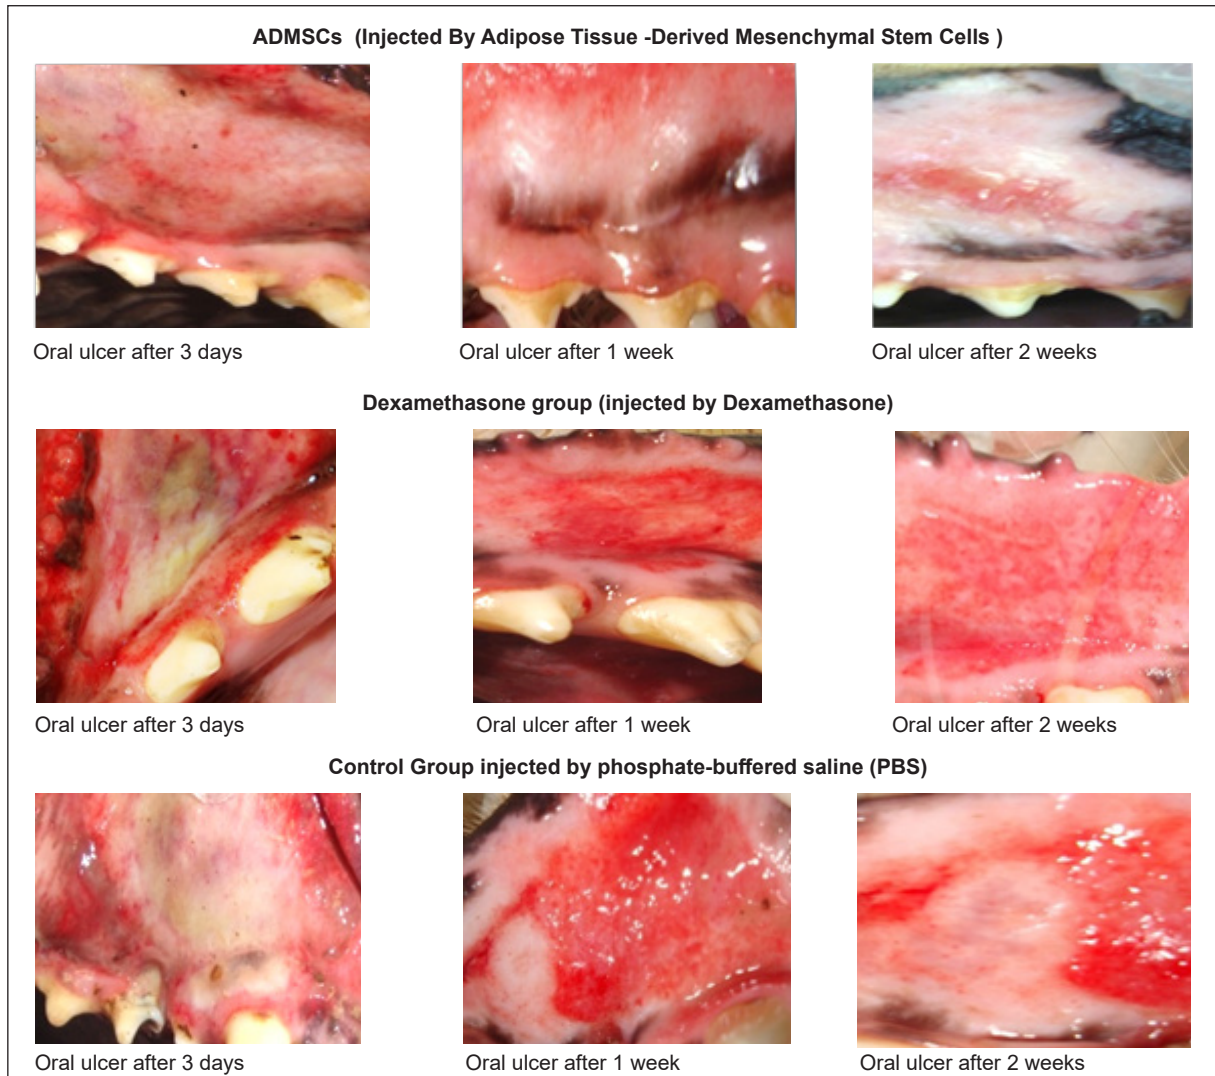 ADMSCs (Injected By Adipose Tissue -Derived Mesenchymal Stem Cells )
Oral ulcer after 3 days
Oral ulcer after 1 week
Oral ulcer after 2 weeks
Dexamethasone group (injected by Dexamethasone)
Oral ulcer after 3 days
Oral ulcer after 1 week
Oral ulcer after 2 weeks
Control Group injected by phosphate-buffered saline (PBS)
Oral ulcer after 3 days
Oral ulcer after 1 week
Oral ulcer after 2 weeks